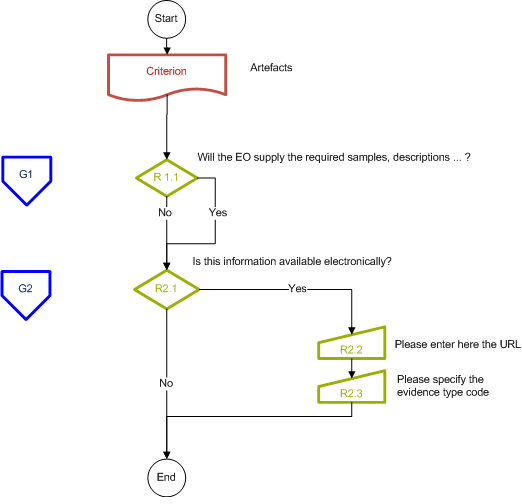 Start
Criterion
Artefacts
Will the EO supply the required samples, descriptions ... ?
G1
R 1.1
No
Yes
Is this information available electronically?
G2
R2.1
Yes
R2.2
Please enter here the URL
Please specify the
evidence type code
R2.3
No
End